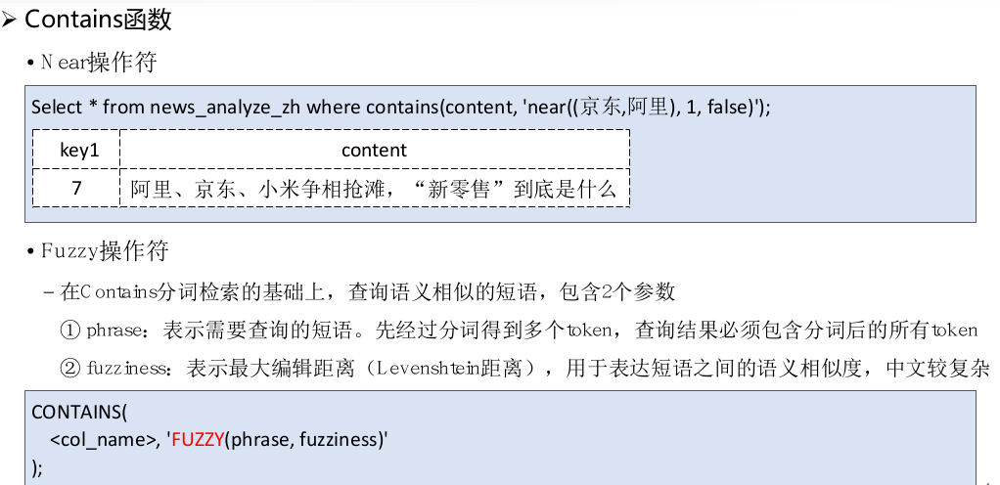 ➢ Contains函数
• Near操作符
Select * from news_analyze_zh where contains(content, 'near((京东,阿里), 1, false)');
key1 content
7 阿里、京东、小米争相抢滩，“新零售”到底是什么
• Fuzzy操作符
– 在Contains分词检索的基础上，查询语义相似的短语，包含2个参数
① phrase：表示需要查询的短语。先经过分词得到多个token，查询结果必须包含分词后的所有token
② fuzziness：表示最大编辑距离（Levenshtein距离），用于表达短语之间的语义相似度，中文较复杂
CONTAINS(
<col_name>, 'FUZZY(phrase, fuzziness)'
);